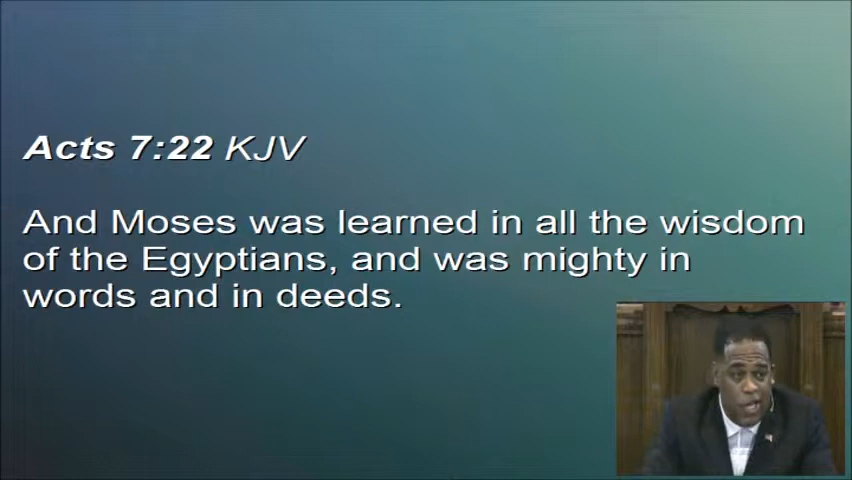 Acts 7:22 KJV
And Moses was learned in all the wisdom
of the Egyptians, and was mighty in
words and in deeds.